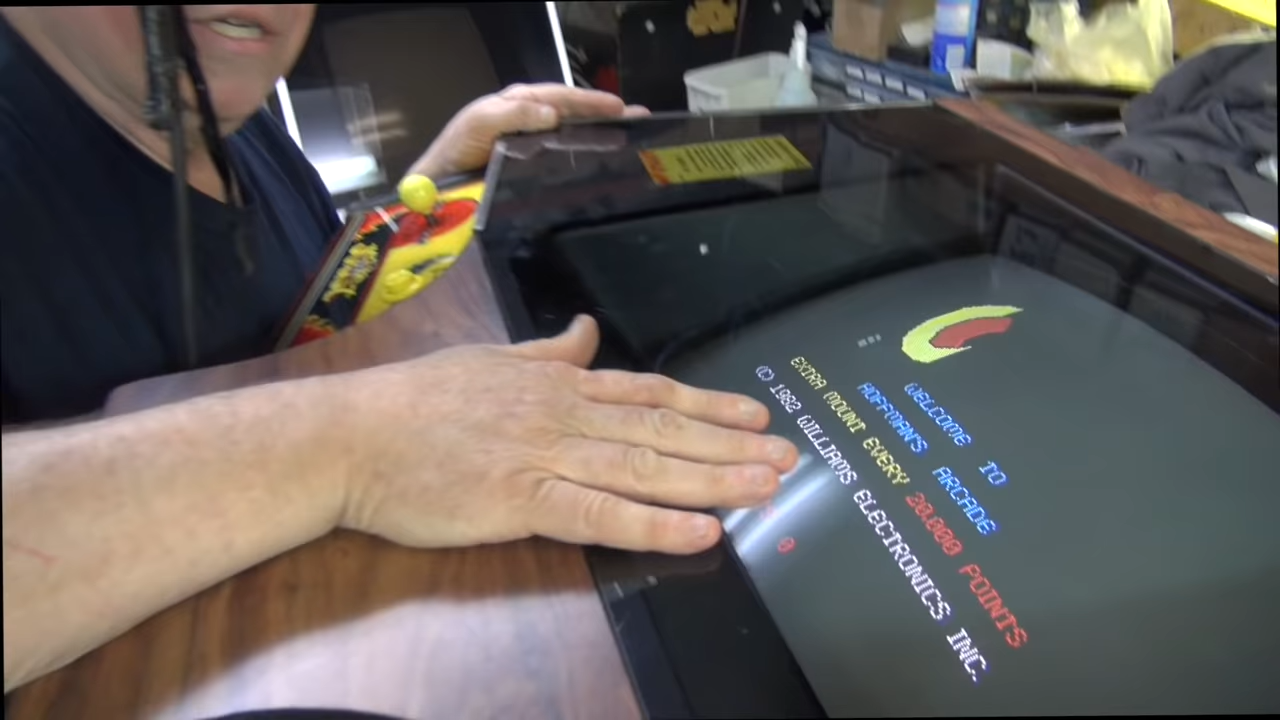 WELCOME TO
HOFFMAN'S ARCADE
EXTRA MOUNT EVERY 20,000 POINTS
(C) 1982 WILLIAMS ELECTRONICS INC.
0